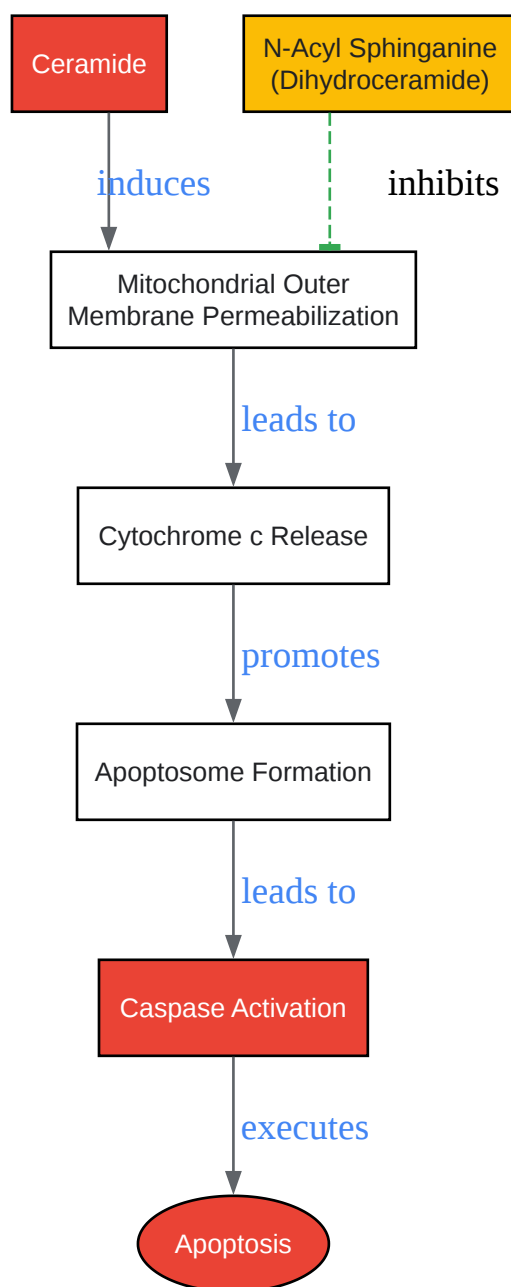 Ceramide
N-Acyl Sphinganine
(Dihydroceramide)
induces
inhibits
Mitochondrial Outer
Membrane Permeabilization
leads to
Cytochrome c Release
promotes
Apoptosome Formation
leads to
Caspase Activation
executes
Apoptosis